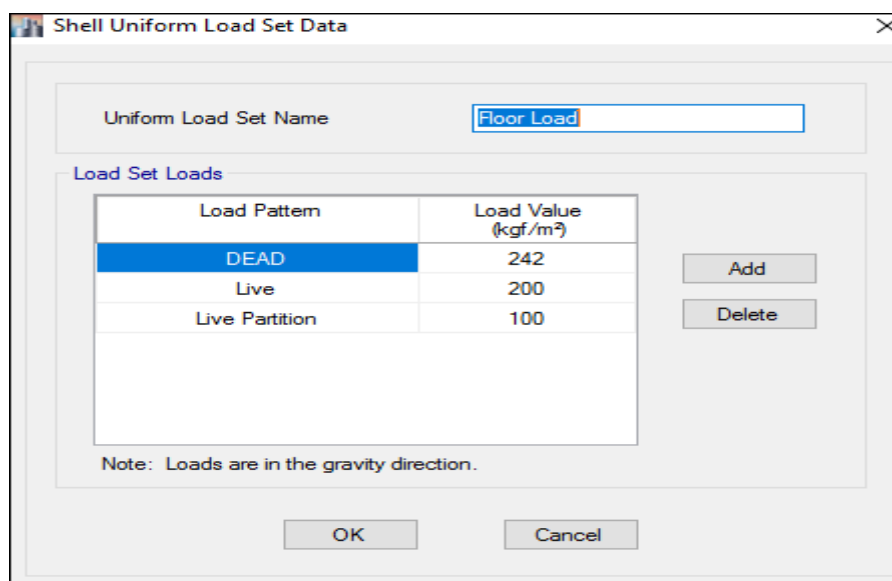 Shell Uniform Load Set Data
Uniform Load Set Name
Floor Load
Load Set Loads
Load Pattern
Load Value
(kgf/m²)
DEAD 242
Live 200
Live Partition 100
Add
Delete
Note: Loads are in the gravity direction.
OK
Cancel